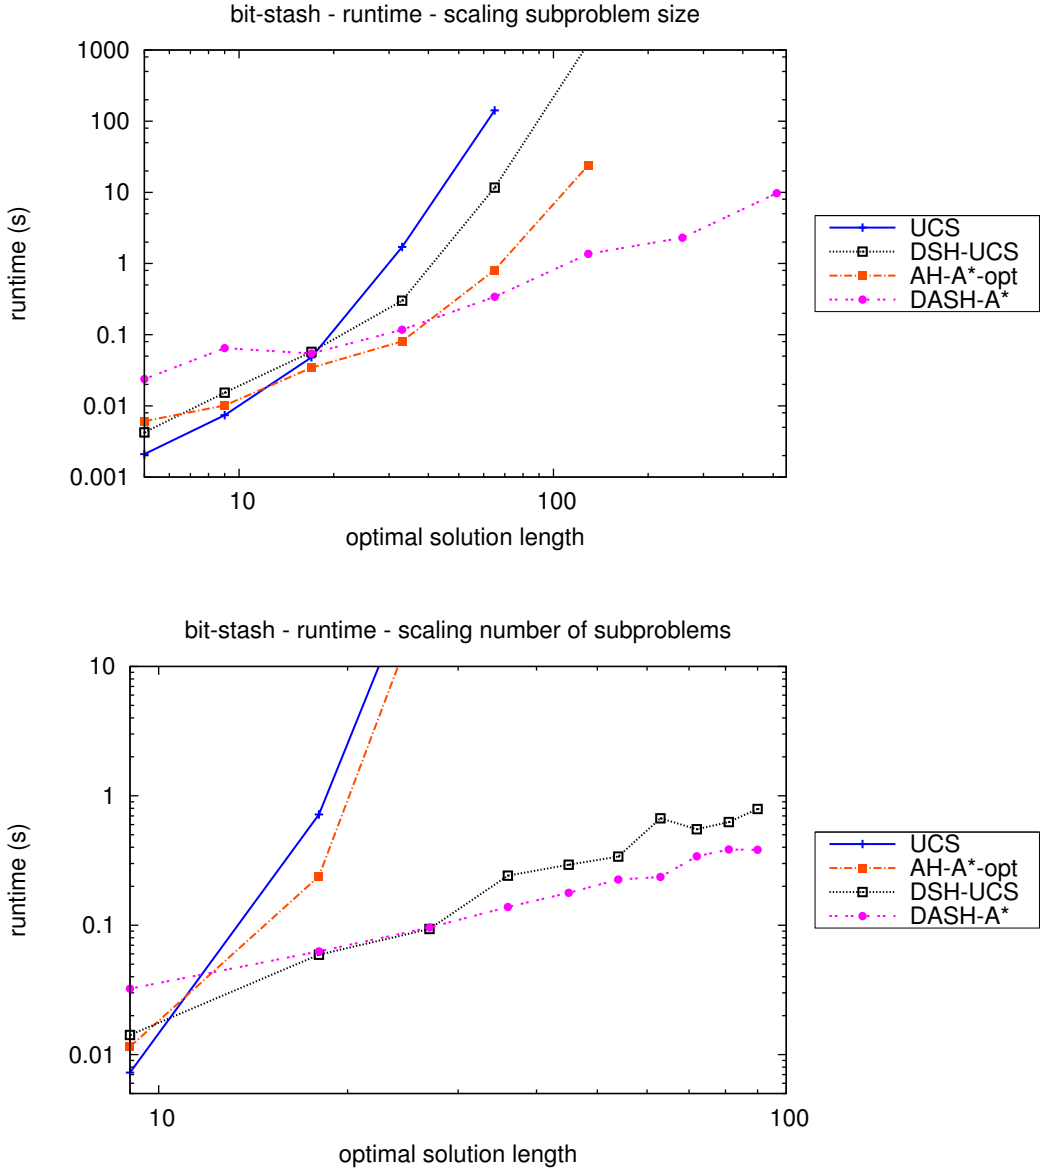 bit-stash - runtime - scaling subproblem size
1000
100
10
1
0.1
0.01
0.001
runtime (s)
10
100
optimal solution length
UCS
DSH-UCS
AH-A*-opt
DASH-A*
bit-stash - runtime - scaling number of subproblems
10
1
0.1
0.01
runtime (s)
10
100
optimal solution length
UCS
AH-A*-opt
DSH-UCS
DASH-A*